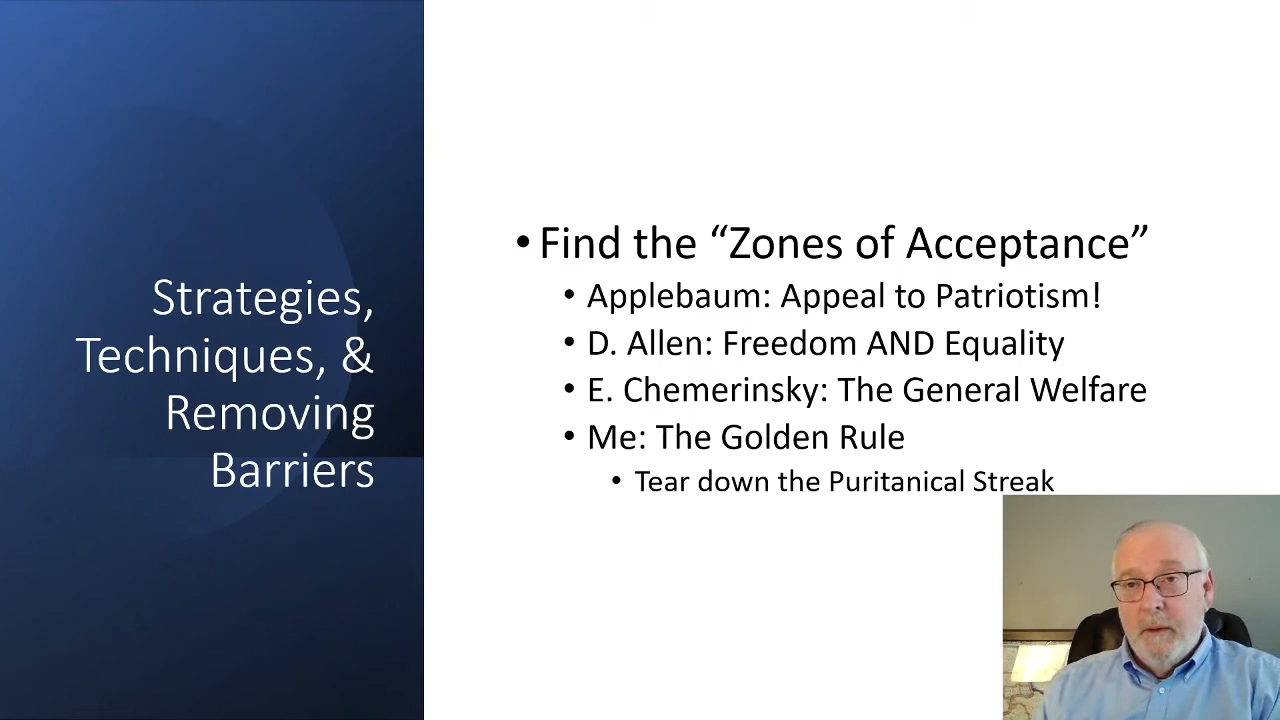 Strategies,
Techniques, &
Removing
Barriers
• Find the “Zones of Acceptance”
• Applebaum: Appeal to Patriotism!
• D. Allen: Freedom AND Equality
• E. Chemerinsky: The General Welfare
• Me: The Golden Rule
• Tear down the Puritanical Streak